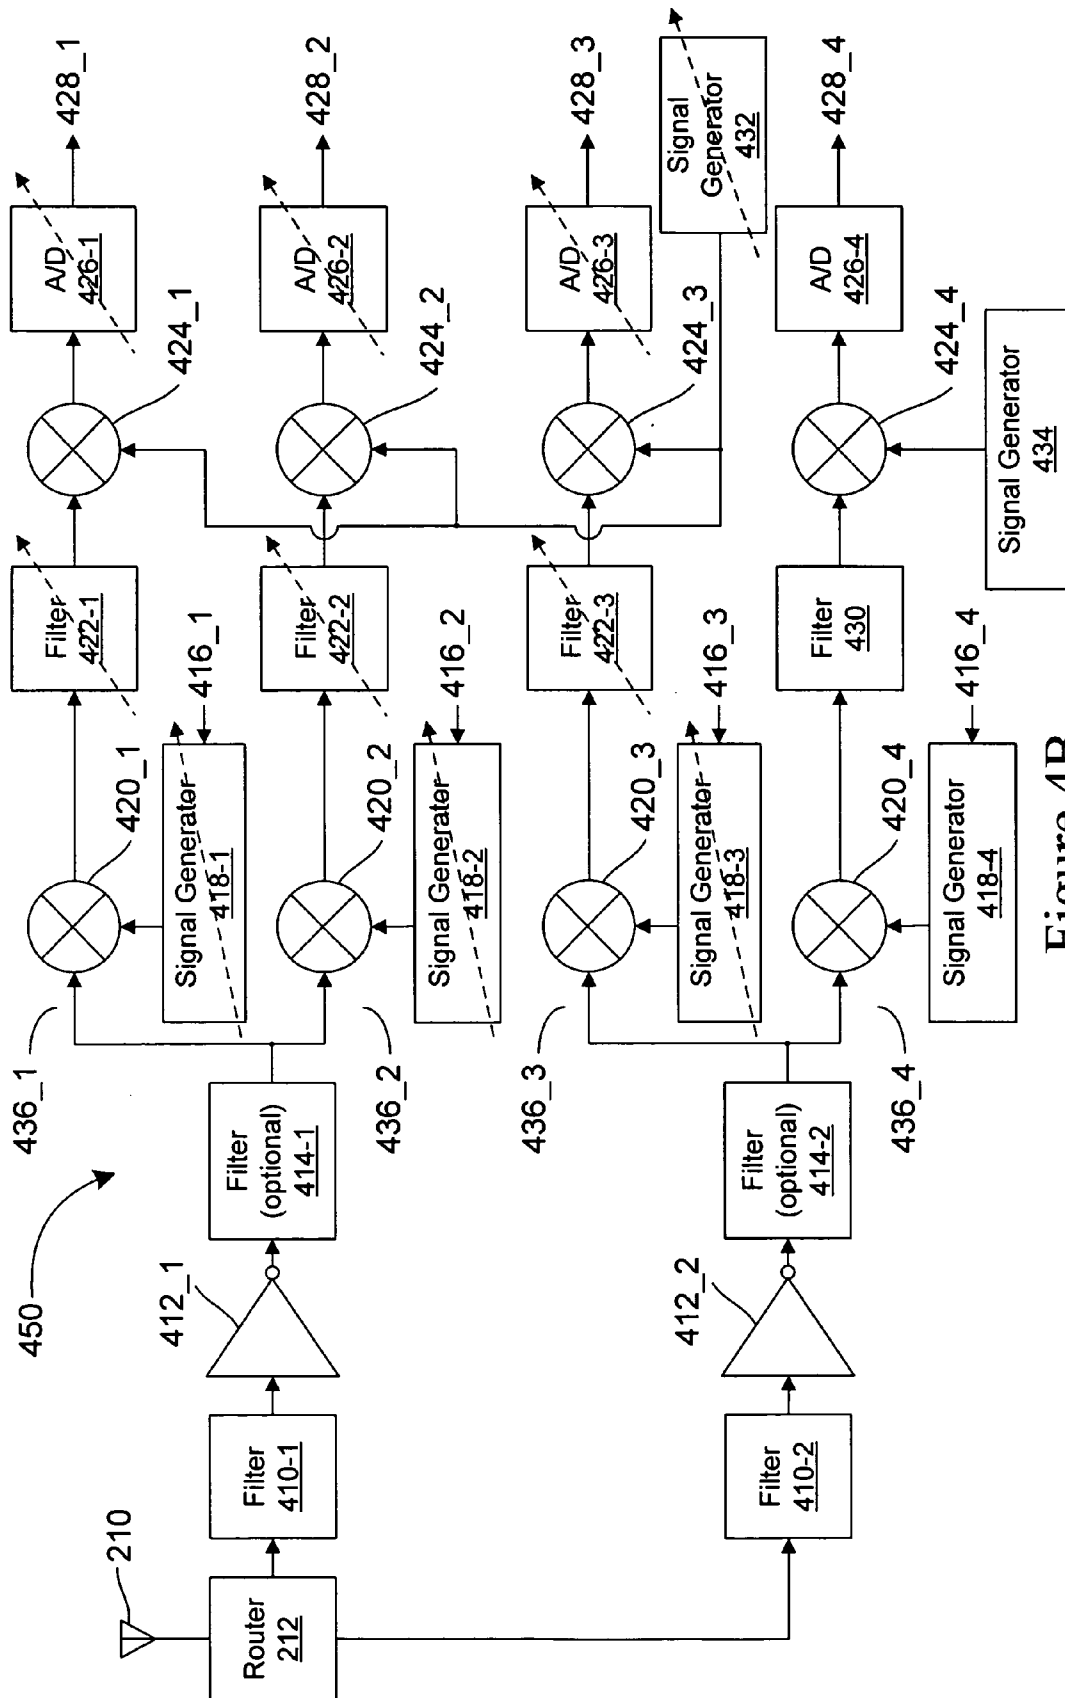 450
210
Router
212
Filter
410-1
412_1
Filter
(optional)
414-1
436_1
436_2
420_1
Signal Generator
418-1
416_1
Filter
422-1
424_1
A/D
426-1
428_1
420_2
Signal Generator
418-2
416_2
Filter
422-2
424_2
A/D
426-2
428_2
Filter
410-2
412_2
Filter
(optional)
414-2
436_3
436_4
420_3
Signal Generator
418-3
416_3
Filter
422-3
424_3
A/D
426-3
428_3
Signal
Generator
432
420_4
Signal Generator
418-4
416_4
Filter
430
424_4
A/D
426-4
428_4
Signal Generator
434
Figure 4B